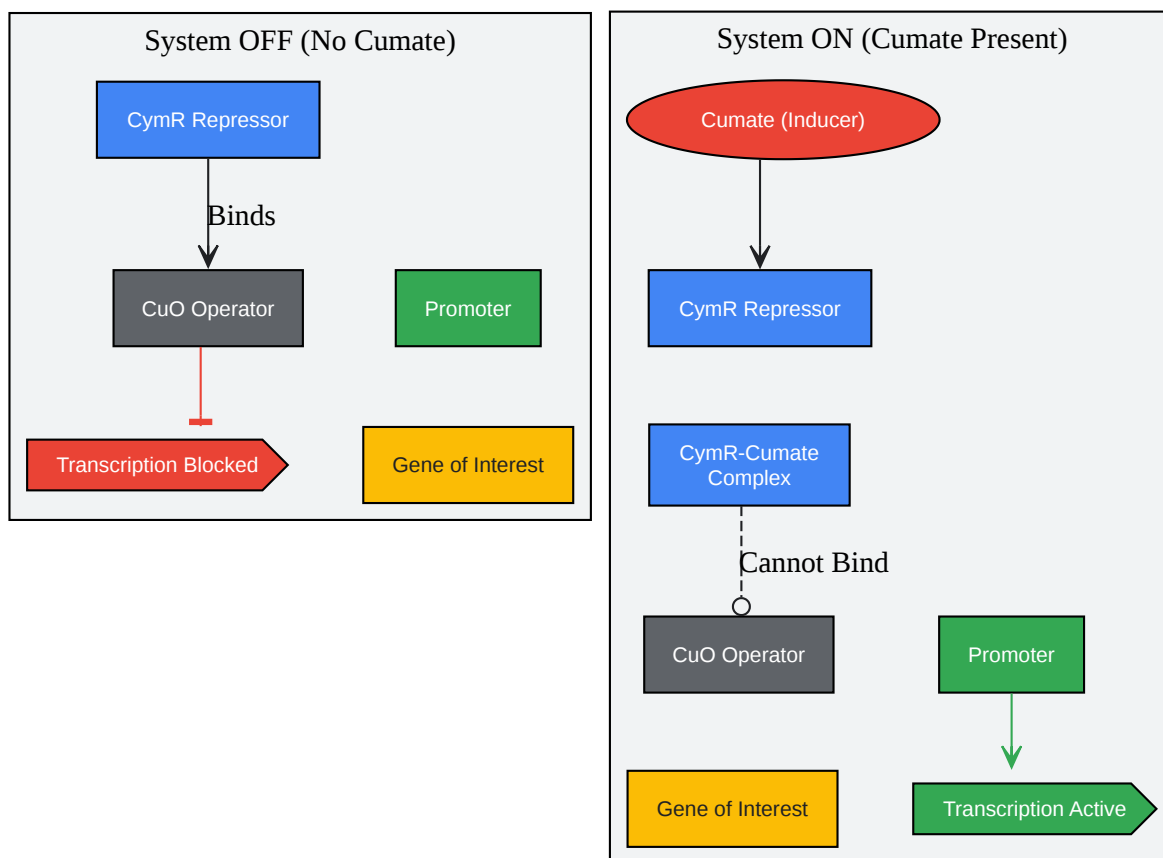 System OFF (No Cumate)
CymR Repressor
Binds
CuO Operator
Promoter
Transcription Blocked
Gene of Interest
System ON (Cumate Present)
Cumate (Inducer)
CymR Repressor
CymR-Cumate
Complex
Cannot Bind
CuO Operator
Promoter
Gene of Interest
Transcription Active